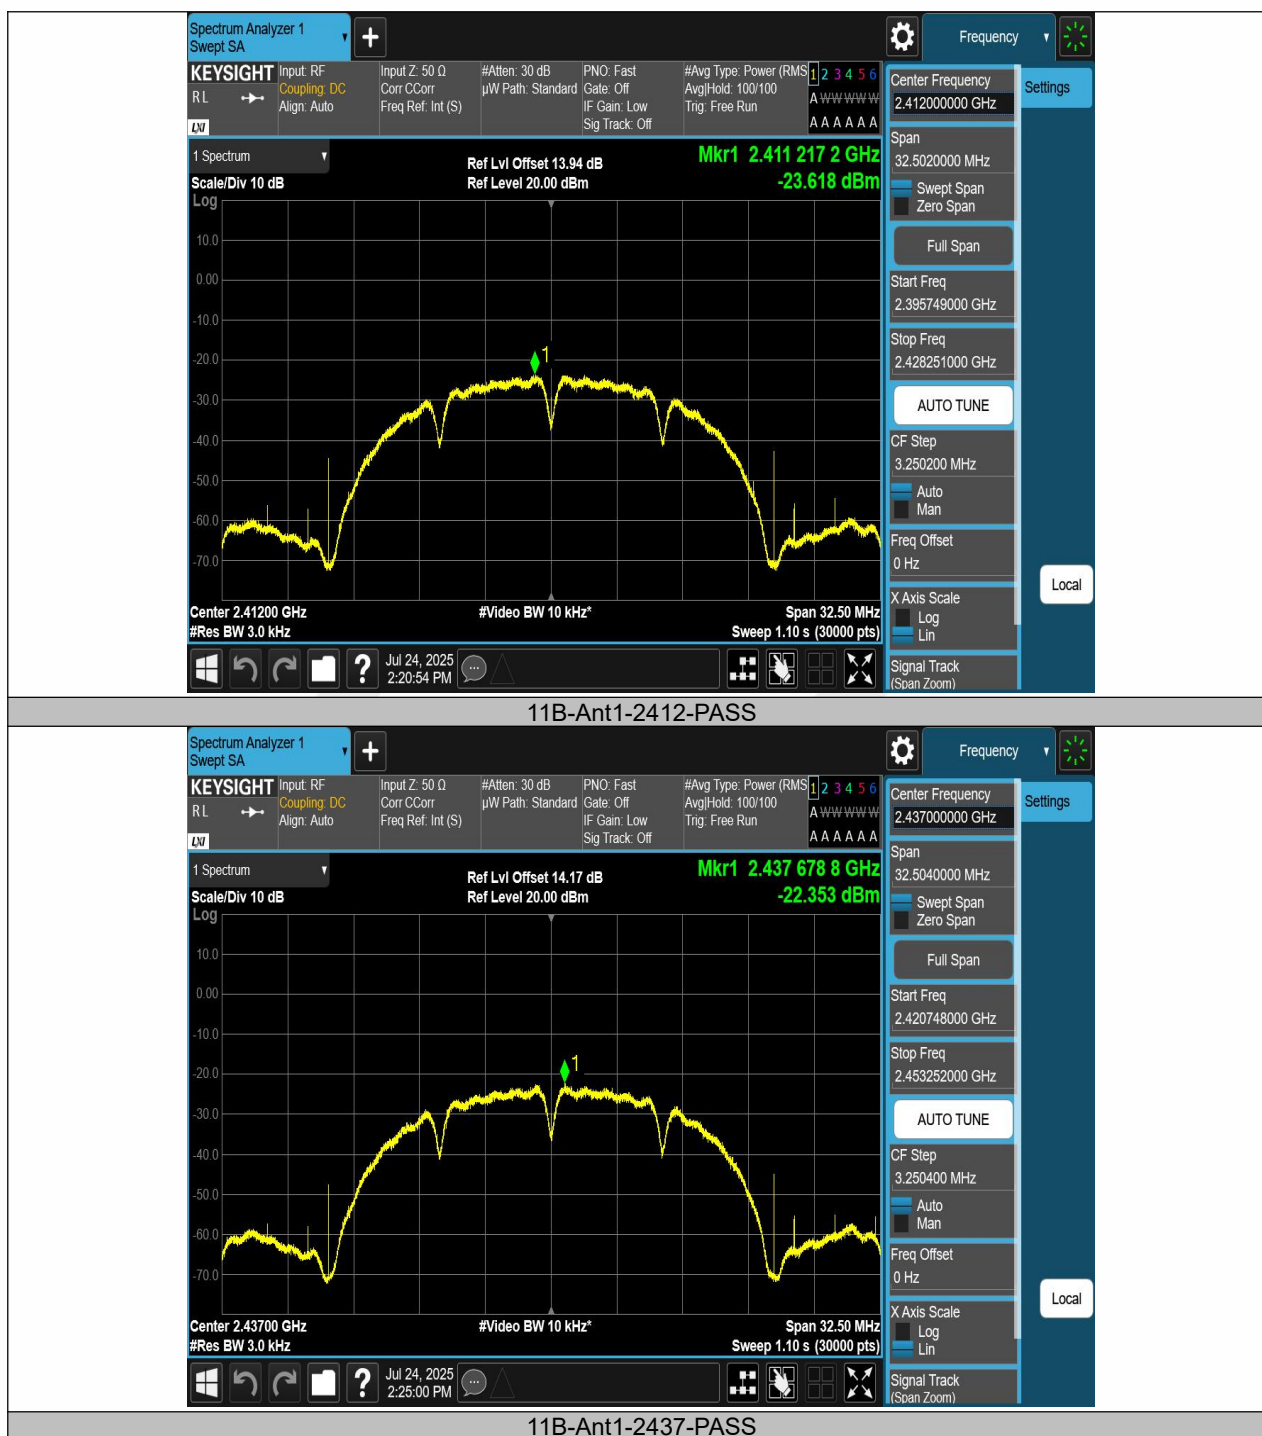 Spectrum Analyzer 1
Swept SA
+
Frequency
KEYSIGHT
R L
LXI
Input: RF
Coupling: DC
Align: Auto
Input Z: 50 Ω
Corr CCorr
Freq Ref: Int (S)
#Atten: 30 dB
µW Path: Standard
PNO: Fast
Gate: Off
IF Gain: Low
Sig Track: Off
#Avg Type: Power (RMS
Avg|Hold: 100/100
Trig: Free Run
1 2 3 4 5 6
A W W W W W
A A A A A A
Center Frequency
2.412000000 GHz
Settings
Span
32.5020000 MHz
Swept Span
Zero Span
Full Span
Start Freq
2.395749000 GHz
Stop Freq
2.428251000 GHz
AUTO TUNE
CF Step
3.250200 MHz
Auto
Man
Freq Offset
0 Hz
X Axis Scale
Log
Lin
Signal Track
(Span Zoom)
Local
1 Spectrum
Scale/Div 10 dB
Log
Ref Lvl Offset 13.94 dB
Ref Level 20.00 dBm
Mkr1 2.411 217 2 GHz
-23.618 dBm
10.0
0.00
-10.0
-20.0
-30.0
-40.0
-50.0
-60.0
-70.0
1
Center 2.41200 GHz
#Res BW 3.0 kHz
#Video BW 10 kHz*
Span 32.50 MHz
Sweep 1.10 s (30000 pts)
?
Jul 24, 2025
2:20:54 PM
11B-Ant1-2412-PASS
Spectrum Analyzer 1
Swept SA
+
Frequency
KEYSIGHT
R L
LXI
Input: RF
Coupling: DC
Align: Auto
Input Z: 50 Ω
Corr CCorr
Freq Ref: Int (S)
#Atten: 30 dB
µW Path: Standard
PNO: Fast
Gate: Off
IF Gain: Low
Sig Track: Off
#Avg Type: Power (RMS
Avg|Hold: 100/100
Trig: Free Run
1 2 3 4 5 6
A W W W W W
A A A A A A
Center Frequency
2.437000000 GHz
Settings
Span
32.5040000 MHz
Swept Span
Zero Span
Full Span
Start Freq
2.420748000 GHz
Stop Freq
2.453252000 GHz
AUTO TUNE
CF Step
3.250400 MHz
Auto
Man
Freq Offset
0 Hz
X Axis Scale
Log
Lin
Signal Track
(Span Zoom)
Local
1 Spectrum
Scale/Div 10 dB
Log
Ref Lvl Offset 14.17 dB
Ref Level 20.00 dBm
Mkr1 2.437 678 8 GHz
-22.353 dBm
10.0
0.00
-10.0
-20.0
-30.0
-40.0
-50.0
-60.0
-70.0
1
Center 2.43700 GHz
#Res BW 3.0 kHz
#Video BW 10 kHz*
Span 32.50 MHz
Sweep 1.10 s (30000 pts)
?
Jul 24, 2025
2:25:00 PM
11B-Ant1-2437-PASS